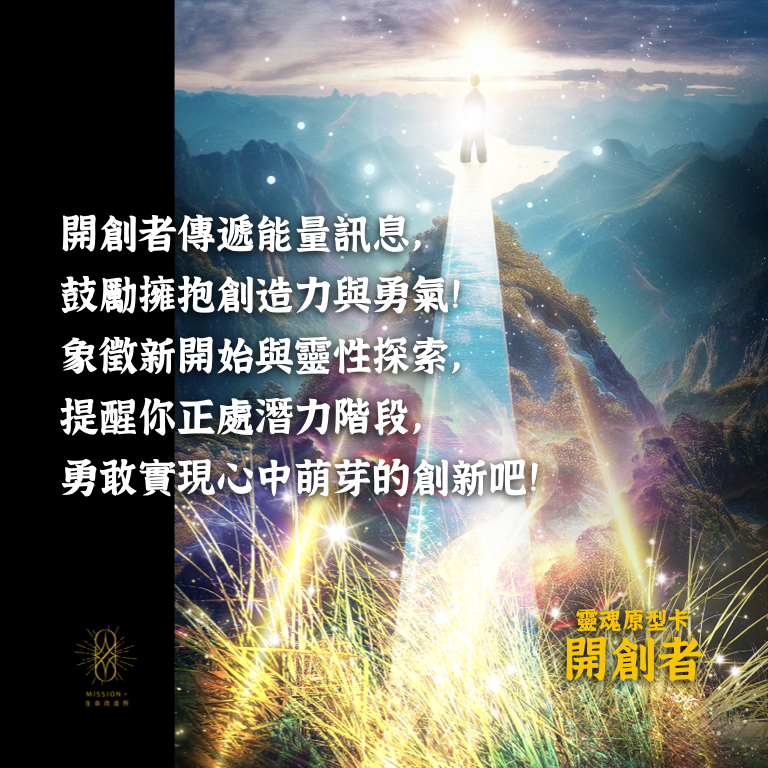 開創者傳遞能量訊息,
鼓勵擁抱創造力與勇氣!
象徵新開始與靈性探索,
提醒你正處潛力階段,
勇敢實現心中萌芽的創新吧!
靈魂原型卡
開創者
MISSION+
生命改造所